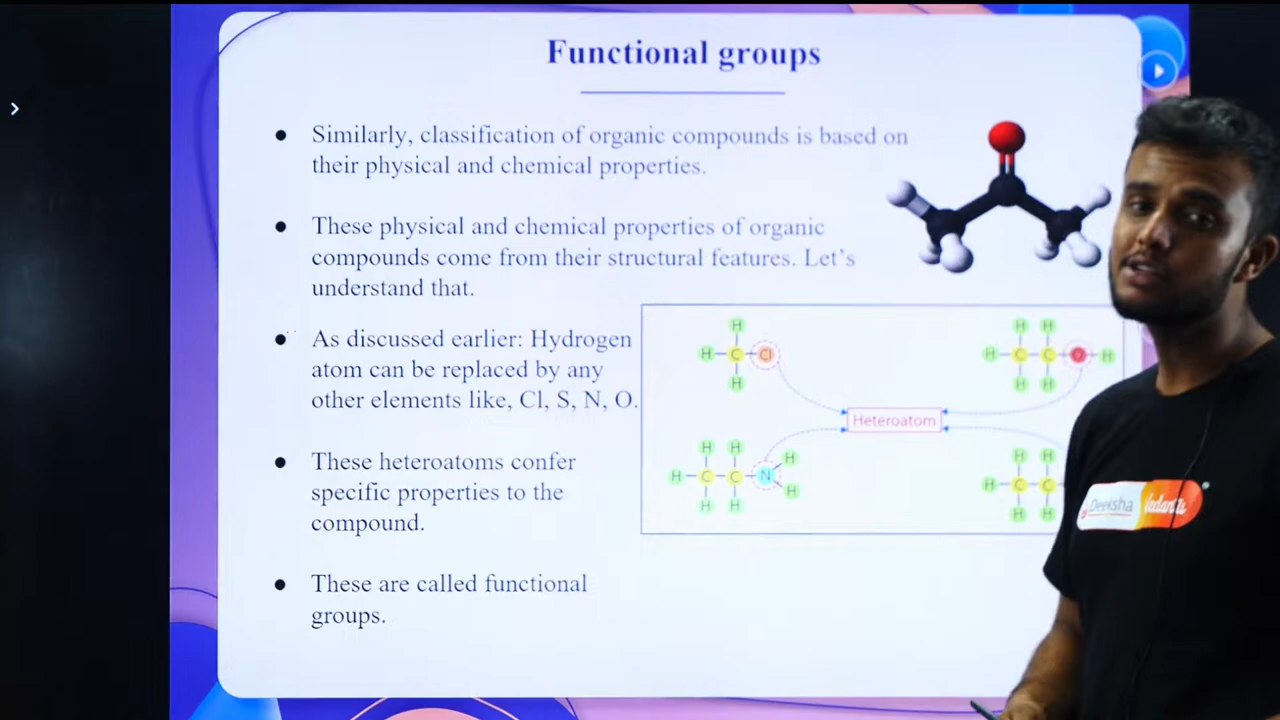 Functional groups
● Similarly, classification of organic compounds is based on
their physical and chemical properties.
● These physical and chemical properties of organic
compounds come from their structural features. Let's
understand that.
● As discussed earlier: Hydrogen
atom can be replaced by any
other elements like, Cl, S, N, O.
● These heteroatoms confer
specific properties to the
compound.
● These are called functional
groups.
H
H C Cl
H
H H
H C C O H
H H
Heteroatom
H H H
H C C N
H H H
H H
H C C
H H
Deeksha Vedantu